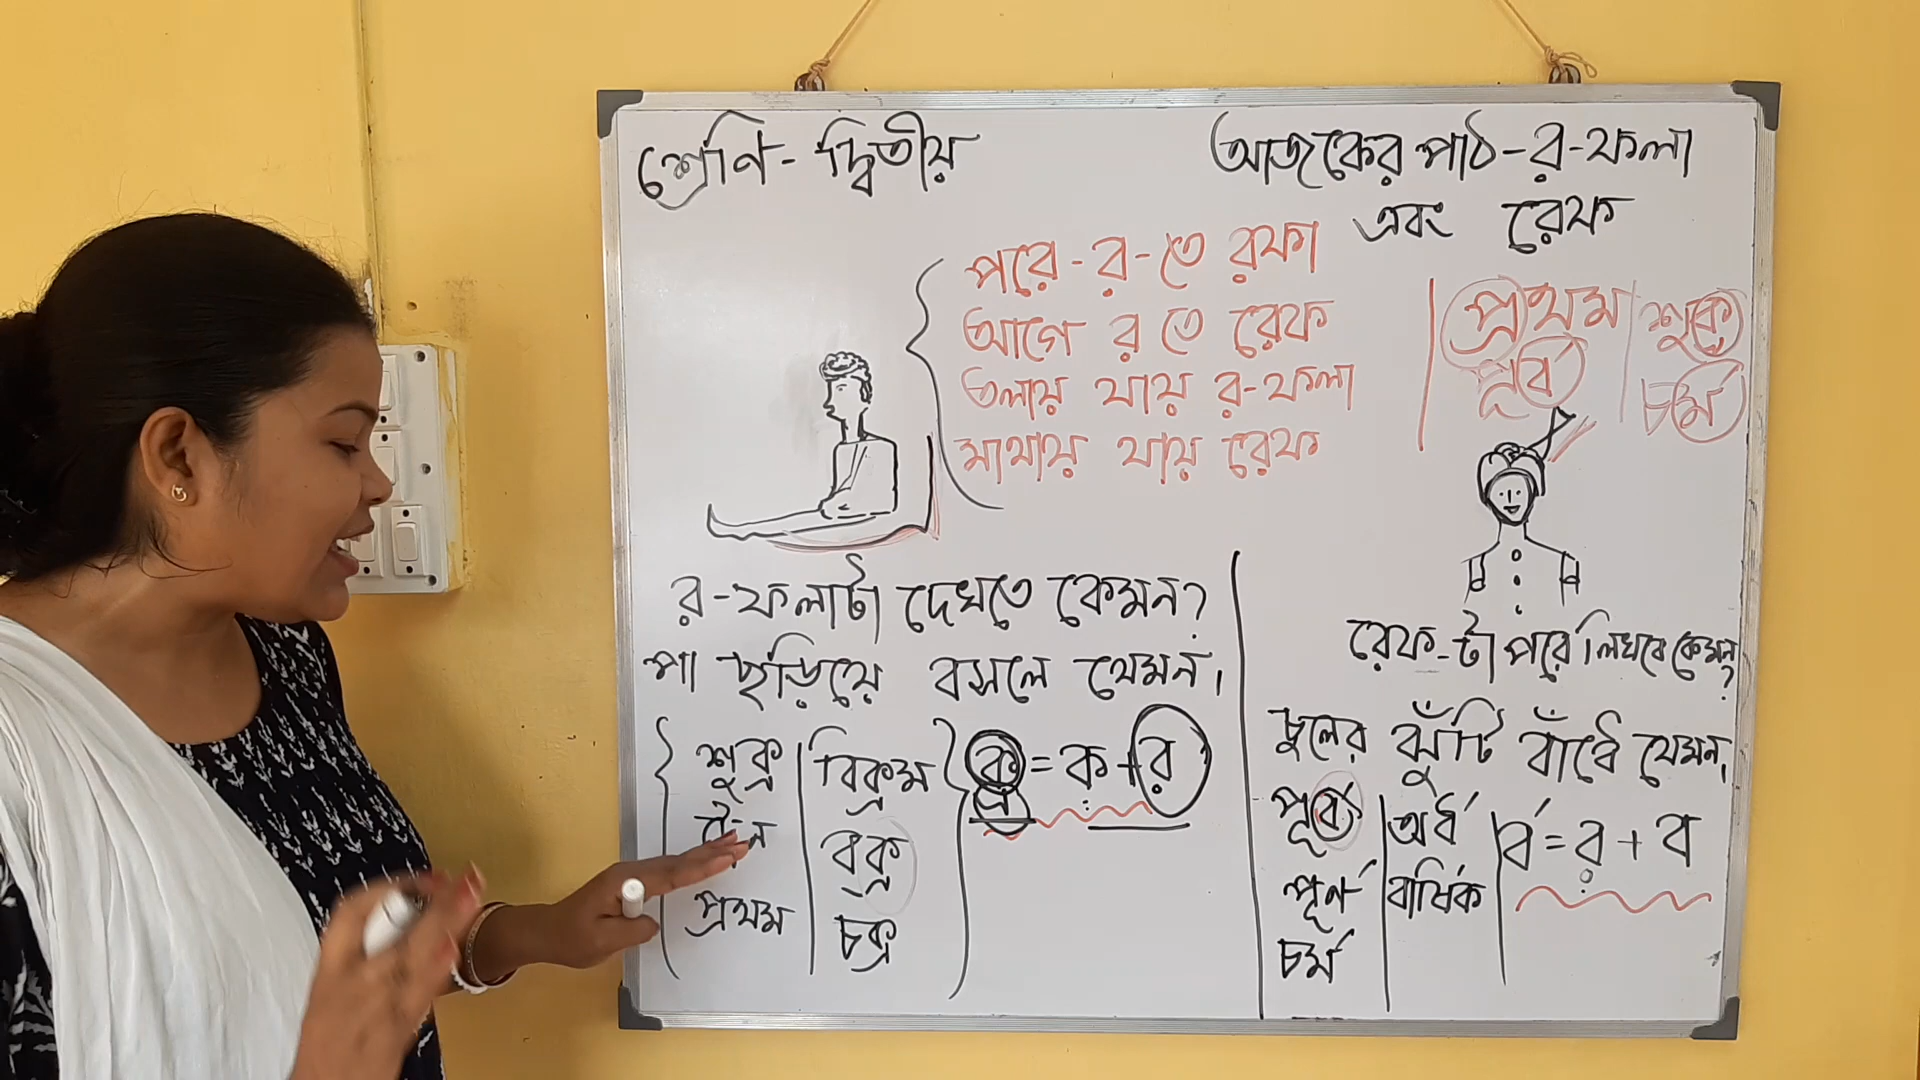 শ্রেণি - দ্বিতীয়
আজকের পাঠ - র-ফলা
এবং রেফ
পরে - র - তে রফা
আগে র তে রেফ
তলায় যায় র-ফলা
মাথায় যায় রেফ
প্রথম শুক্র
পূর্ব চর্ম
র-ফলাটা দেখতে কেমন?
পা ছড়িয়ে বসলে যেমন।
শুক্র বিক্রম ক্র = ক + র
বক্র
প্রথম চক্র
রেফ-টা পরে লিখবে কেমন?
চুলের ঝুঁটি বাঁধে যেমন।
পূর্ব অর্ধ র্ব = র + ব
পূর্ণ বার্ষিক
চর্ম